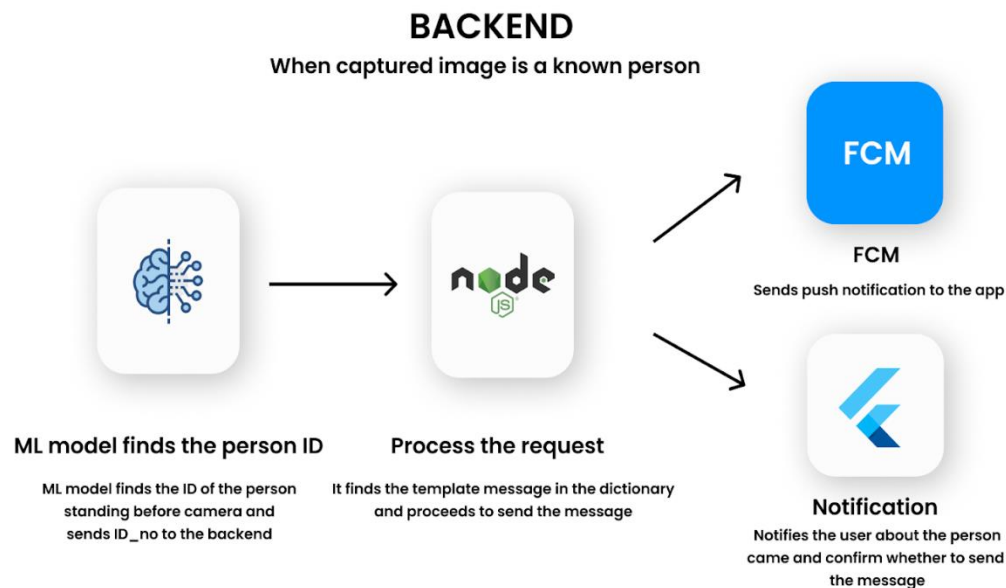 BACKEND
When captured image is a known person
FCM
FCM
Sends push notification to the app
node
JS
ML model finds the person ID
ML model finds the ID of the person
standing before camera and
sends ID_no to the backend
Process the request
It finds the template message in the dictionary
and proceeds to send the message
Notification
Notifies the user about the person
came and confirm whether to send
the message